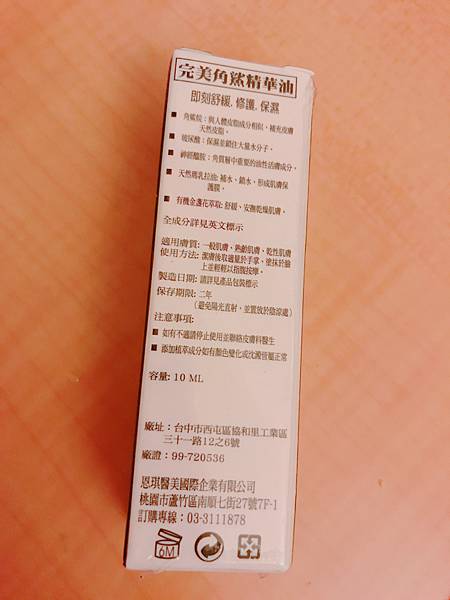 完美角鯊精華油
即刻舒緩, 修護, 保濕
■ 角鯊胺：與人體皮脂成分相似、補充皮膚
天然皮脂。
■ 玻尿酸：保濕並鎖住大量水分子。
■ 神經醯胺：角質層中重要的油性活膚成分。
■ 天然瑪乳拉油: 補水、鎖水、形成肌膚保
護膜。
■ 有機金盞花萃取: 舒緩、安撫乾燥肌膚。
全成分詳見英文標示
適用膚質: 一般肌膚、熟齡肌膚、乾性肌膚
使用方法: 潔膚後取適量於手掌、塗抹於臉
上並輕輕以指腹按摩。
製造日期: 請詳見產品包裝標示
保存期限: 二年
(避免陽光直射，並置放於陰涼處)
注意事項:
■ 如有不適請停止使用並聯絡皮膚科醫生
■ 添加植萃成分如有顏色變化或沈澱皆屬正常
容量: 10 ML
廠址：台中市西屯區協和里工業區
三十一路12之6號
廠證：99-720536
恩琪醫美國際企業有限公司
桃園市蘆竹區南順七街27號7F-1
訂購專線：03-3111878
6M